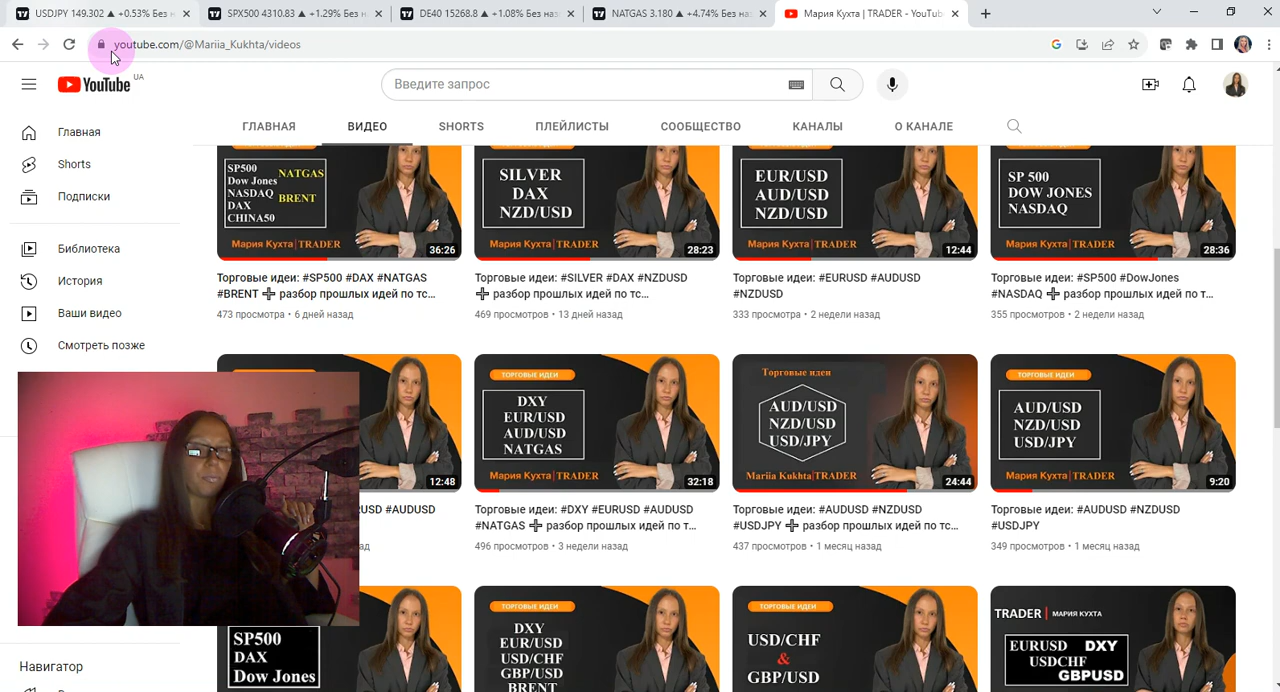 USDJPY 149.302 ▲ +0.53% Без н
SPX500 4310.83 ▲ +1.29% Без н
DE40 15268.8 ▲ +1.08% Без наз
NATGAS 3.180 ▲ +4.74% Без н
Мария Кухта | TRADER - YouTub
youtube.com/@Mariia_Kukhta/videos
YouTube UA
Введите запрос
ГЛАВНАЯ ВИДЕО SHORTS ПЛЕЙЛИСТЫ СООБЩЕСТВО КАНАЛЫ О КАНАЛЕ
Главная
Shorts
Подписки
Библиотека
История
Ваши видео
Смотреть позже
Навигатор
SP500
Dow Jones
NASDAQ
DAX
CHINA50
NATGAS
BRENT
Мария Кухта | TRADER
36:26
Торговые идеи: #SP500 #DAX #NATGAS
#BRENT ➕ разбор прошлых идей по тс...
473 просмотра • 6 дней назад
SILVER
DAX
NZD/USD
Мария Кухта | TRADER
28:23
Торговые идеи: #SILVER #DAX #NZDUSD
➕ разбор прошлых идей по тс...
469 просмотров • 13 дней назад
EUR/USD
AUD/USD
NZD/USD
Мария Кухта | TRADER
12:44
Торговые идеи: #EURUSD #AUDUSD
#NZDUSD
333 просмотра • 2 недели назад
SP 500
DOW JONES
NASDAQ
Мария Кухта | TRADER
28:36
Торговые идеи: #SP500 #DowJones
#NASDAQ ➕ разбор прошлых идей по т...
355 просмотров • 2 недели назад
12:48
USD #AUDUSD
ТОРГОВЫЕ ИДЕИ
DXY
EUR/USD
AUD/USD
NATGAS
Мария Кухта | TRADER
32:18
Торговые идеи: #DXY #EURUSD #AUDUSD
#NATGAS ➕ разбор прошлых идей по т...
496 просмотров • 3 недели назад
Торговые идеи
AUD/USD
NZD/USD
USD/JPY
Mariia Kukhta|TRADER
24:44
Торговые идеи: #AUDUSD #NZDUSD
#USDJPY ➕ разбор прошлых идей по тс...
437 просмотров • 1 месяц назад
ТОРГОВЫЕ ИДЕИ
AUD/USD
NZD/USD
USD/JPY
Мария Кухта | TRADER
9:20
Торговые идеи: #AUDUSD #NZDUSD
#USDJPY
349 просмотров • 1 месяц назад
SP500
DAX
Dow Jones
ТОРГОВЫЕ ИДЕИ
DXY
EUR/USD
USD/CHF
GBP/USD
BRENT
ТОРГОВЫЕ ИДЕИ
USD/CHF
&
GBP/USD
TRADER | МАРИЯ КУХТА
EURUSD DXY
USDCHF
GBPUSD